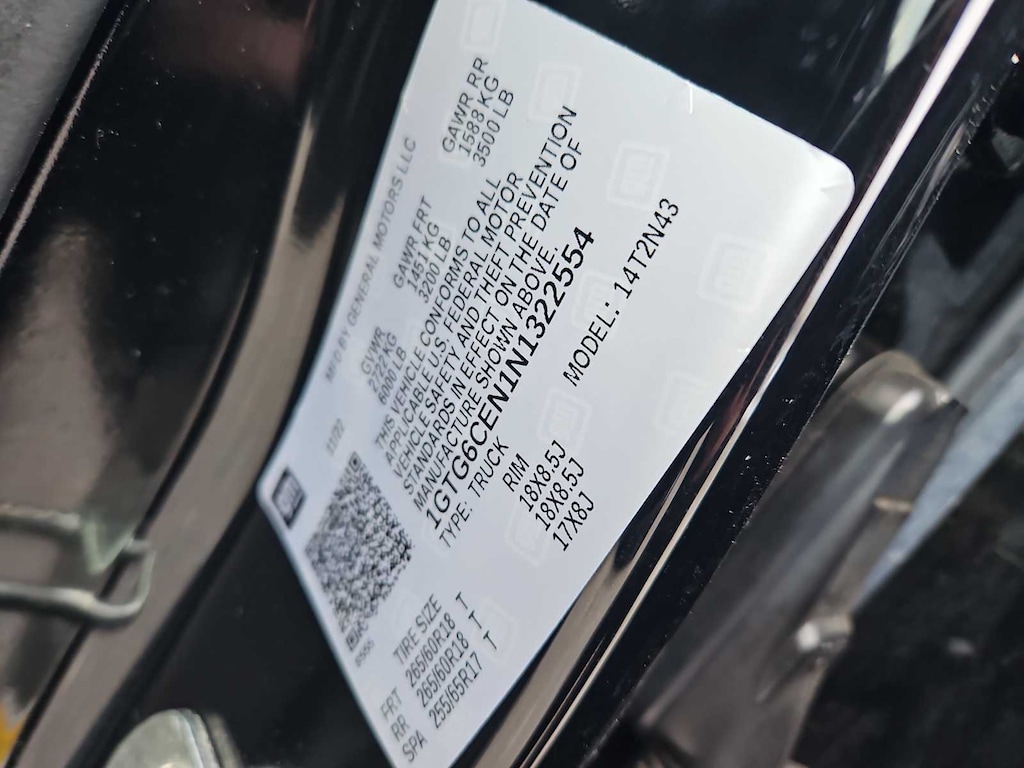 MFD BY GENERAL MOTORS LLC
11/22
GVWR GAWR FRT GAWR RR
2722 KG 1451 KG 1588 KG
6001 LB 3200 LB 3500 LB
THIS VEHICLE CONFORMS TO ALL
APPLICABLE U.S. FEDERAL MOTOR
VEHICLE SAFETY AND THEFT PREVENTION
STANDARDS IN EFFECT ON THE DATE OF
MANUFACTURE SHOWN ABOVE.
1GTG6CEN1N1322554
TYPE: TRUCK MODEL: 14T2N43
TIRE SIZE RIM
FRT 265/60R18 T 18X8.5J
RR 265/60R18 T 18X8.5J
SPA 255/65R17 T 17X8J